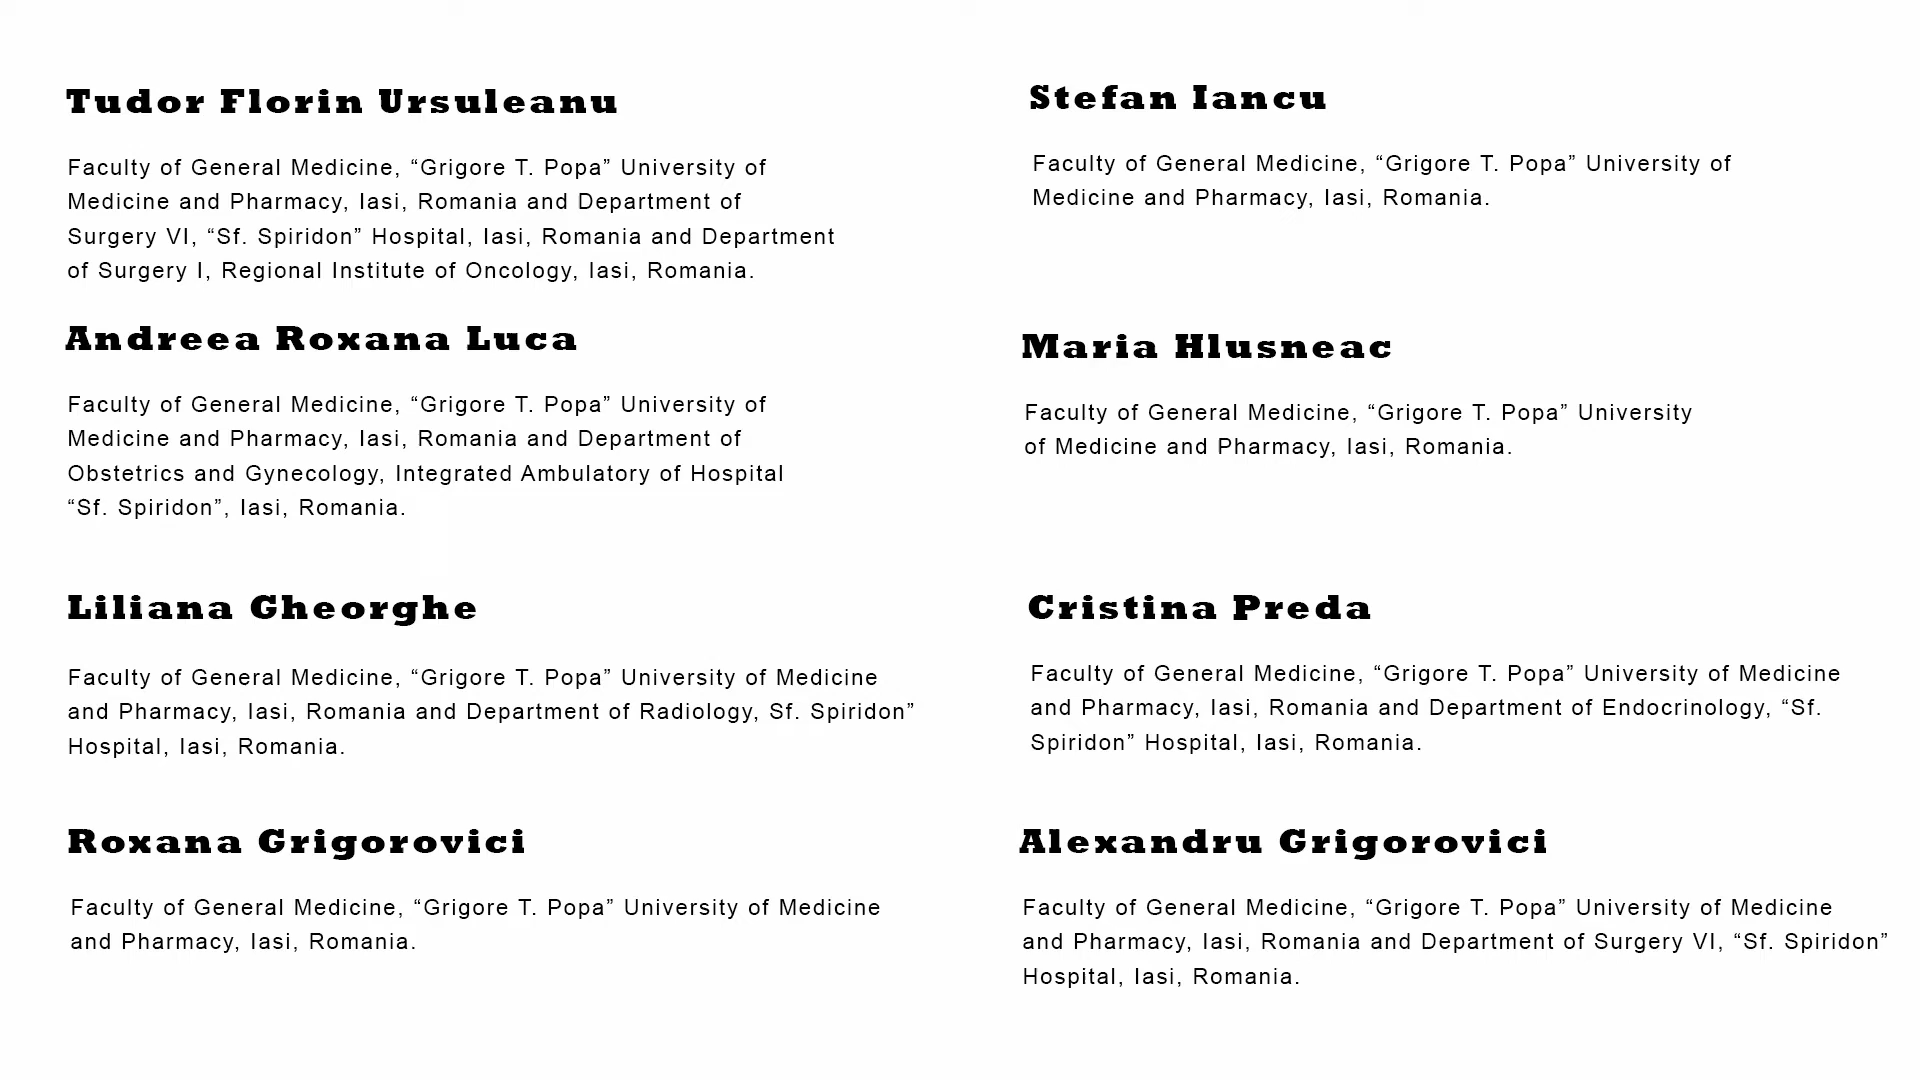 Tudor Florin Ursuleanu
Faculty of General Medicine, “Grigore T. Popa” University of
Medicine and Pharmacy, Iasi, Romania and Department of
Surgery VI, “Sf. Spiridon” Hospital, Iasi, Romania and Department
of Surgery I, Regional Institute of Oncology, Iasi, Romania.
Stefan Iancu
Faculty of General Medicine, “Grigore T. Popa” University of
Medicine and Pharmacy, Iasi, Romania.
Andreea Roxana Luca
Faculty of General Medicine, “Grigore T. Popa” University of
Medicine and Pharmacy, Iasi, Romania and Department of
Obstetrics and Gynecology, Integrated Ambulatory of Hospital
“Sf. Spiridon”, Iasi, Romania.
Maria Hlusneac
Faculty of General Medicine, “Grigore T. Popa” University
of Medicine and Pharmacy, Iasi, Romania.
Liliana Gheorghe
Faculty of General Medicine, “Grigore T. Popa” University of Medicine
and Pharmacy, Iasi, Romania and Department of Radiology, Sf. Spiridon”
Hospital, Iasi, Romania.
Cristina Preda
Faculty of General Medicine, “Grigore T. Popa” University of Medicine
and Pharmacy, Iasi, Romania and Department of Endocrinology, “Sf.
Spiridon” Hospital, Iasi, Romania.
Roxana Grigorovici
Faculty of General Medicine, “Grigore T. Popa” University of Medicine
and Pharmacy, Iasi, Romania.
Alexandru Grigorovici
Faculty of General Medicine, “Grigore T. Popa” University of Medicine
and Pharmacy, Iasi, Romania and Department of Surgery VI, “Sf. Spiridon”
Hospital, Iasi, Romania.